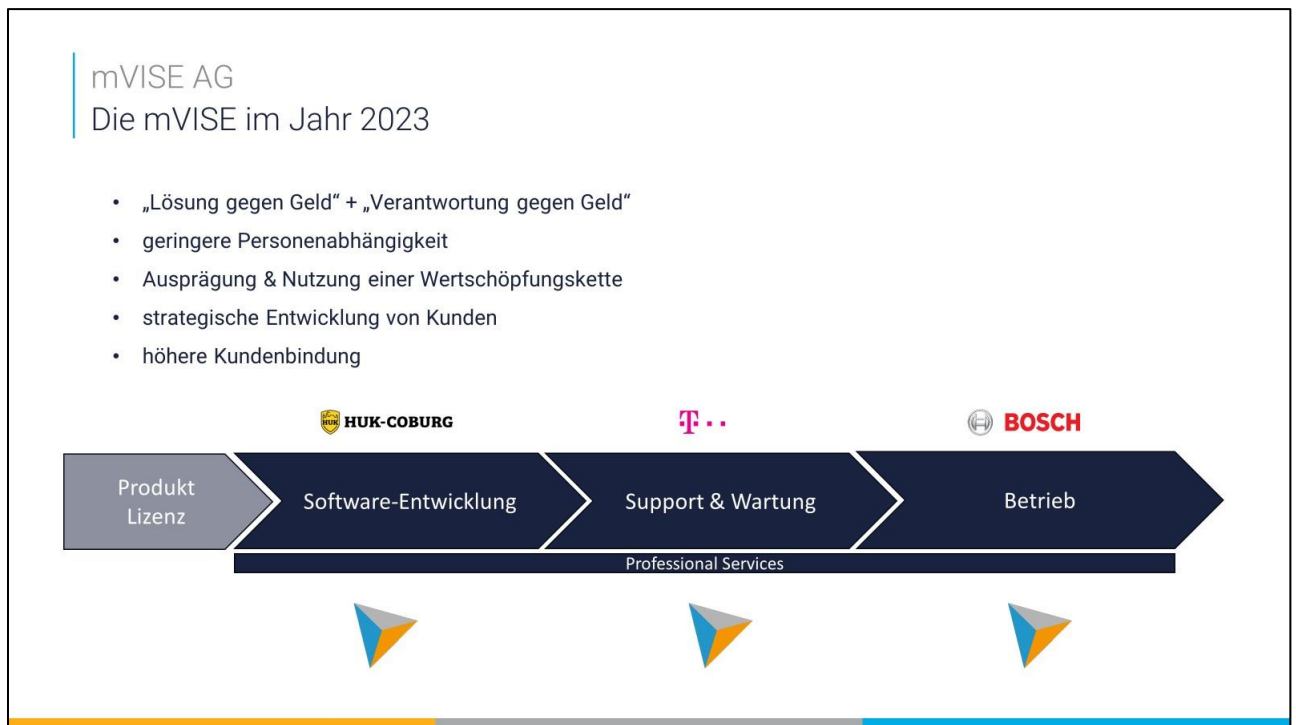 mVISE AG
Die mVISE im Jahr 2023
• „Lösung gegen Geld“ + „Verantwortung gegen Geld“
• geringere Personenabhängigkeit
• Ausprägung & Nutzung einer Wertschöpfungskette
• strategische Entwicklung von Kunden
• höhere Kundenbindung
HUK HUK-COBURG
T . .
BOSCH
Produkt
Lizenz
Software-Entwicklung
Support & Wartung
Betrieb
Professional Services